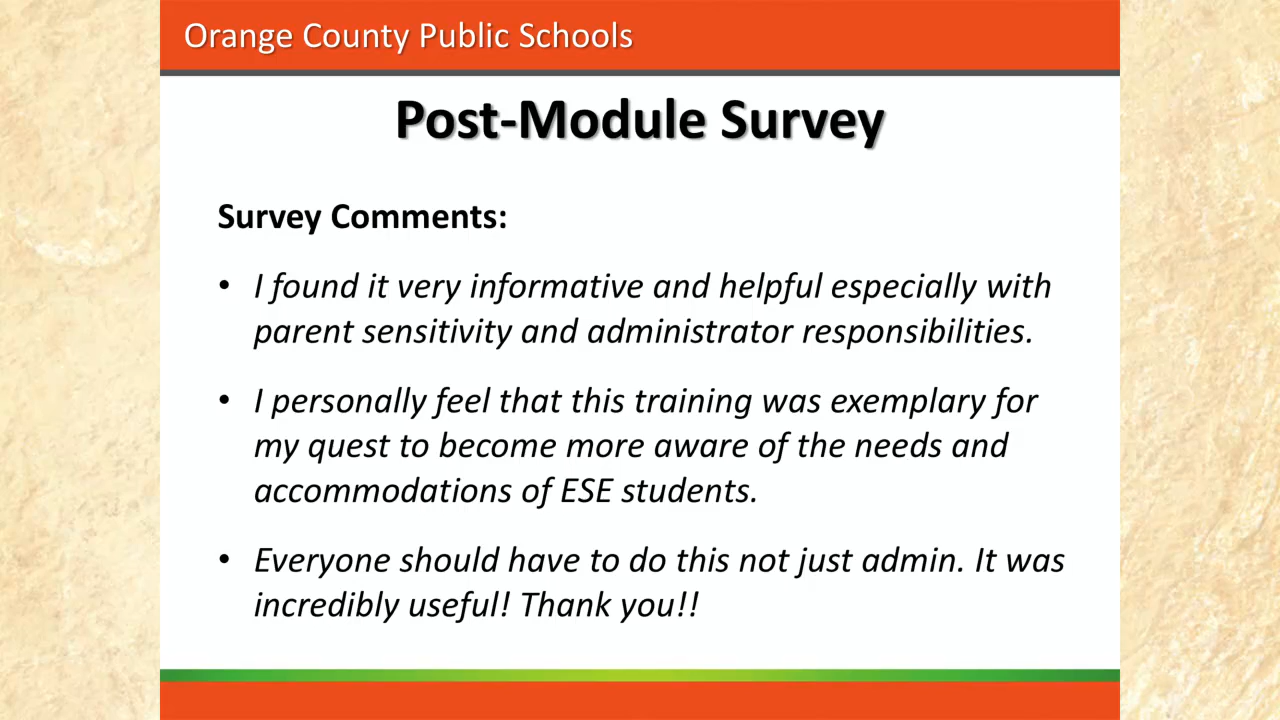 Orange County Public Schools
Post-Module Survey
Survey Comments:
• I found it very informative and helpful especially with
parent sensitivity and administrator responsibilities.
• I personally feel that this training was exemplary for
my quest to become more aware of the needs and
accommodations of ESE students.
• Everyone should have to do this not just admin. It was
incredibly useful! Thank you!!